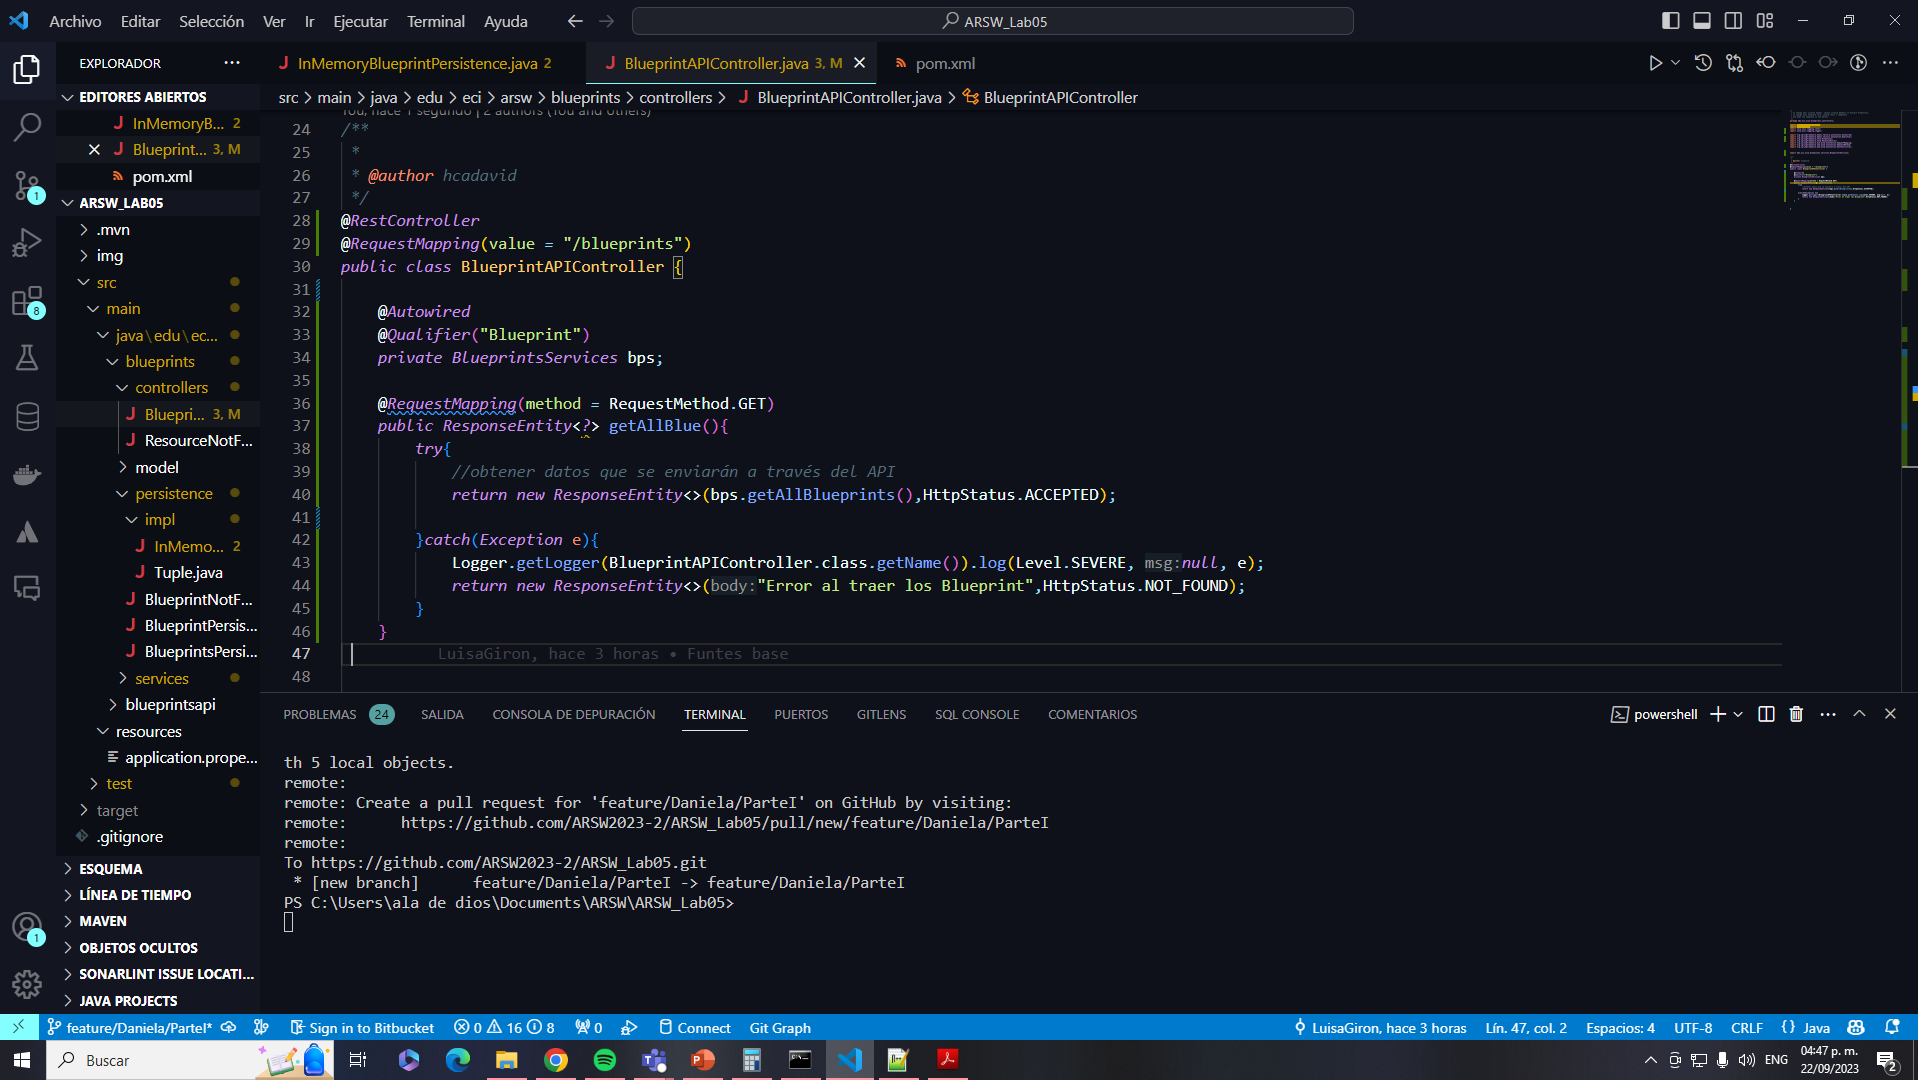 Archivo Editar Selección Ver Ir Ejecutar Terminal Ayuda
ARSW_Lab05
EXPLORADOR
InMemoryBlueprintPersistence.java 2
BlueprintAPIController.java 3, M
pom.xml
EDITORES ABIERTOS
InMemoryB... 2
Blueprint... 3, M
pom.xml
ARSW_LAB05
.mvn
img
src
main
java\edu\ec...
blueprints
controllers
Bluepri... 3, M
ResourceNotF...
model
persistence
impl
InMemo... 2
Tuple.java
BlueprintNotF...
BlueprintPersis...
BlueprintsPersi...
services
blueprintsapi
resources
application.prope...
test
target
.gitignore
ESQUEMA
LÍNEA DE TIEMPO
MAVEN
OBJETOS OCULTOS
SONARLINT ISSUE LOCATI...
JAVA PROJECTS
1
8
1
src > main > java > edu > eci > arsw > blueprints > controllers > BlueprintAPIController.java > BlueprintAPIController
You, hace 1 segundo | 2 authors (You and others)
24 /**
25 *
26 * @author hcadavid
27 */
28 @RestController
29 @RequestMapping(value = "/blueprints")
30 public class BlueprintAPIController {
31
32 @Autowired
33 @Qualifier("Blueprint")
34 private BlueprintsServices bps;
35
36 @RequestMapping(method = RequestMethod.GET)
37 public ResponseEntity<?> getAllBlue(){
38 try{
39 //obtener datos que se enviarán a través del API
40 return new ResponseEntity<>(bps.getAllBlueprints(),HttpStatus.ACCEPTED);
41
42 }catch(Exception e){
43 Logger.getLogger(BlueprintAPIController.class.getName()).log(Level.SEVERE, msg:null, e);
44 return new ResponseEntity<>(body:"Error al traer los Blueprint",HttpStatus.NOT_FOUND);
45 }
46 }
47 LuisaGiron, hace 3 horas • Funtes base
48
PROBLEMAS 24 SALIDA CONSOLA DE DEPURACIÓN TERMINAL PUERTOS GITLENS SQL CONSOLE COMENTARIOS
powershell
th 5 local objects.
remote:
remote: Create a pull request for 'feature/Daniela/ParteI' on GitHub by visiting:
remote: https://github.com/ARSW2023-2/ARSW_Lab05/pull/new/feature/Daniela/ParteI
remote:
To https://github.com/ARSW2023-2/ARSW_Lab05.git
* [new branch] feature/Daniela/ParteI -> feature/Daniela/ParteI
PS C:\Users\ala de dios\Documents\ARSW\ARSW_Lab05>
feature/Daniela/ParteI* Sign in to Bitbucket 0 16 8 0 Connect Git Graph LuisaGiron, hace 3 horas Lín. 47, col. 2 Espacios: 4 UTF-8 CRLF {} Java
Buscar
ENG
04:47 p. m.
22/09/2023
2